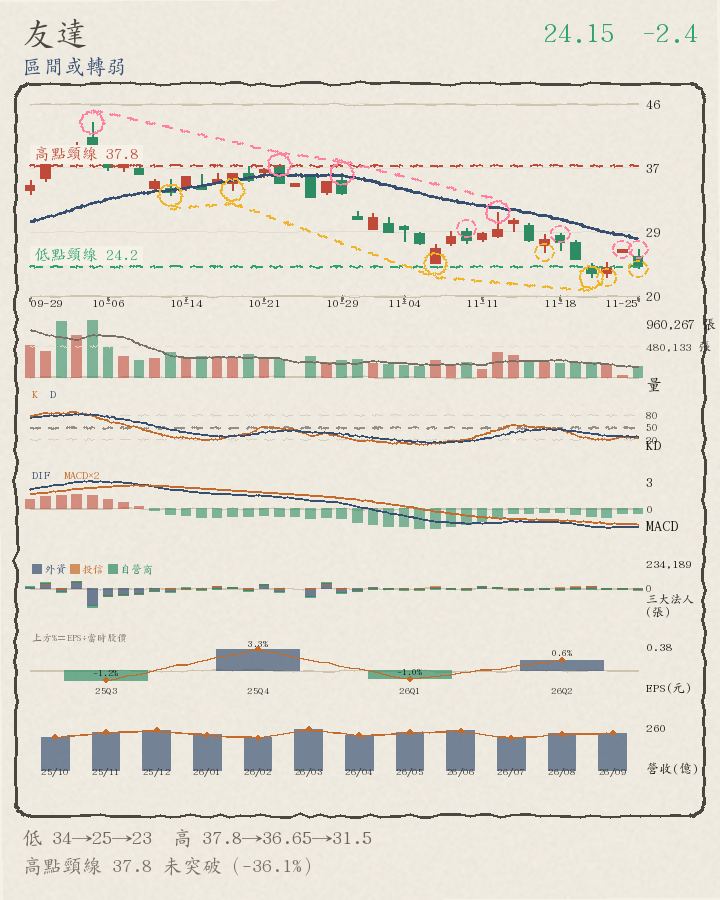 友達 24.15 -2.4
區間或轉弱
46
高點頸線 37.8
37
29
低點頸線 24.2
20
09-29 10-06 10-14 10-21 10-29 11-04 11-11 11-18 11-25
960,267 張
480,133 張
量
K D
80
50
20
KD
DIF MACD×2
3
0
MACD
234,189
外資 投信 自營商
0
三大法人
(張)
上方%=EPS÷當時股價
3.3%
0.38
0.6%
-1.2%
-1.0%
25Q3 25Q4 26Q1 26Q2
EPS(元)
260
營收(億)
25/10 25/11 25/12 26/01 26/02 26/03 26/04 26/05 26/06 26/07 26/08 26/09
低 34→25→23 高 37.8→36.65→31.5
高點頸線 37.8 未突破 (-36.1%)